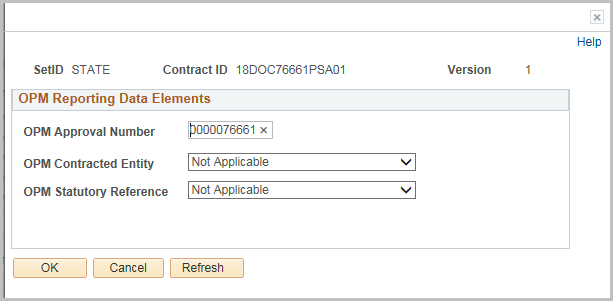 Help
SetID STATE Contract ID 18DOC76661PSA01 Version 1
OPM Reporting Data Elements
OPM Approval Number 0000076661 ×
OPM Contracted Entity Not Applicable
OPM Statutory Reference Not Applicable
OK Cancel Refresh